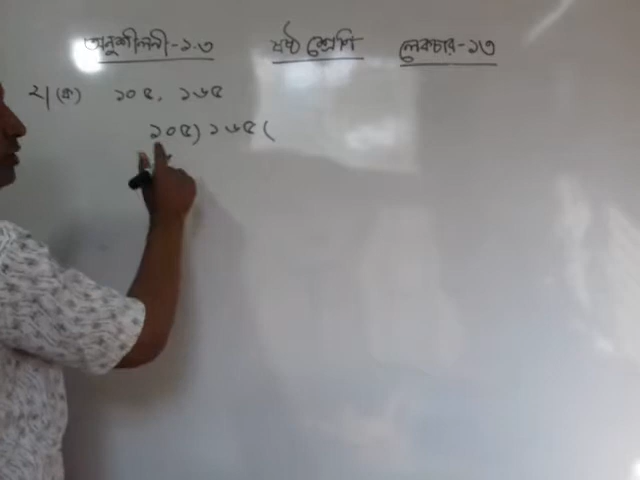 অনুশীলনী-১.৩ ষষ্ঠ শ্রেণি লেকচার-১৩
২।(ক) ১০৫, ১৬৫
১০৫) ১৬৫ (